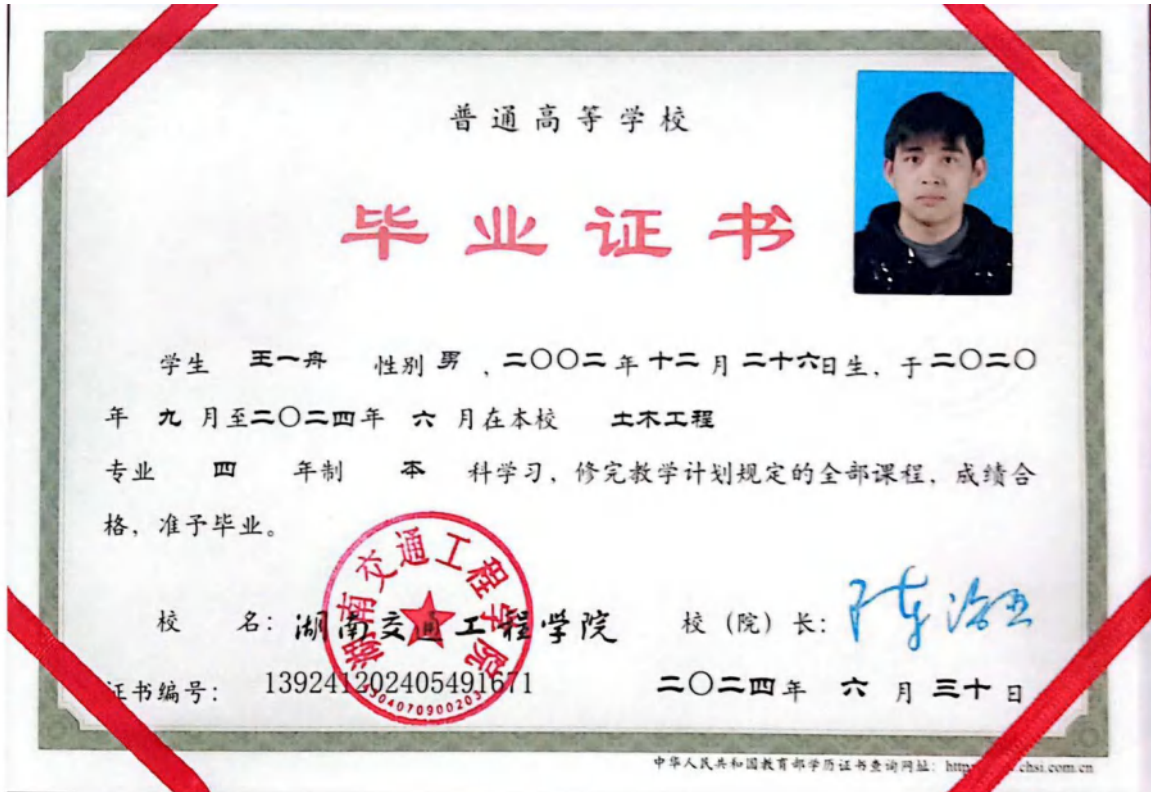 普通高等学校
毕业证书
学生 王一舟 性别 男 ,二〇〇二年 十二 月 二十六日生,于二〇二〇
年 九 月至二〇二四年 六 月在本校 土木工程
专业 四 年制 本 科学习,修完教学计划规定的全部课程,成绩合
格,准予毕业。
湖南交通工程学院
校 名:湖南交通工程学院 校(院)长:
证书编号: 139241202405491671 二〇二四年 六 月 三十 日
中华人民共和国教育部学历证书查询网址: http chsi.com.cn